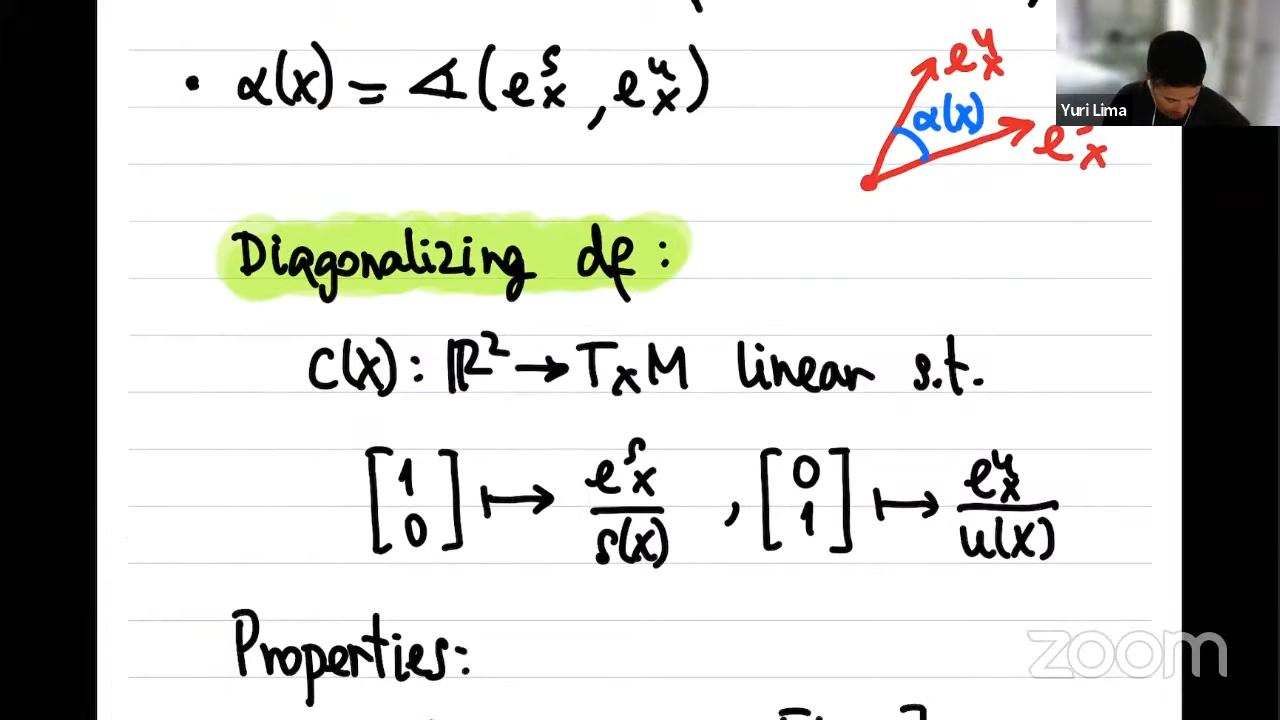 • α(x) = ∢(e^s_x, e^u_x)
e^u_x
α(x)
e^s_x
Yuri Lima
Diagonalizing df:
C(x): ℝ² → T_xM linear s.t.
[1 0] ↦ e^s_x / s(x), [0 1] ↦ e^u_x / u(x)
Properties:
zoom